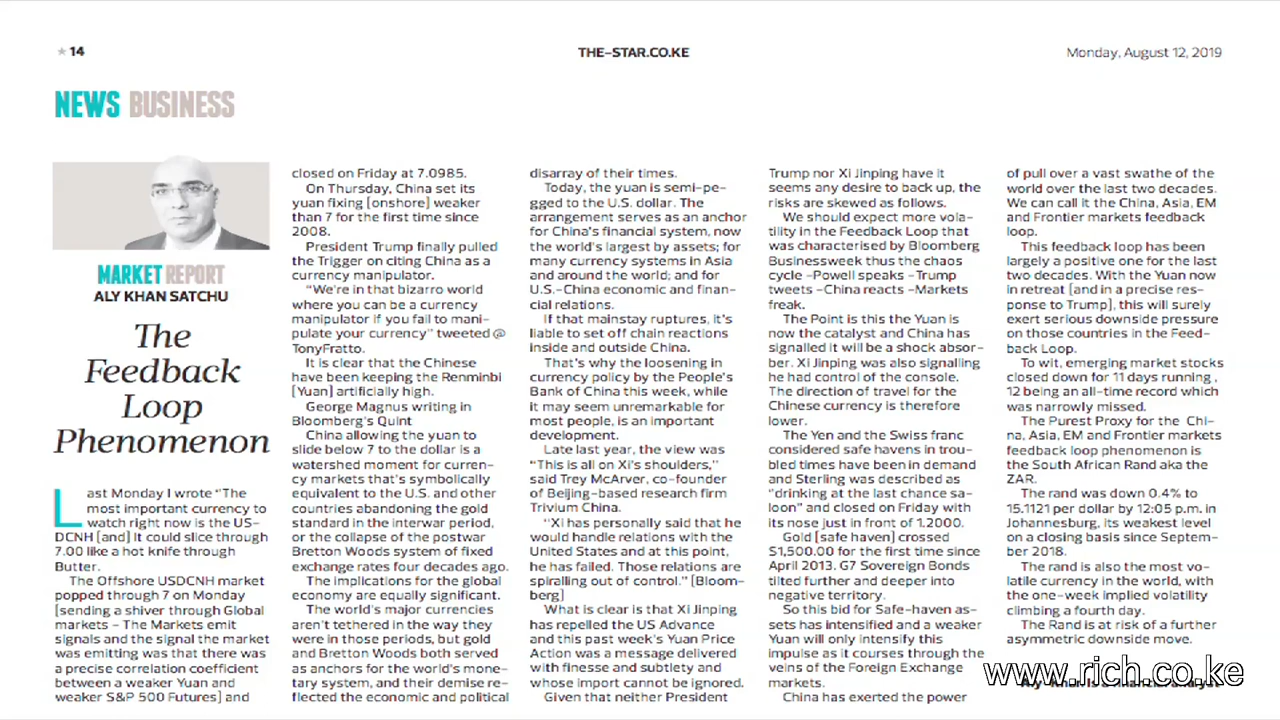 ★ 14
THE-STAR.CO.KE
Monday, August 12, 2019
NEWS BUSINESS
MARKET REPORT
ALY KHAN SATCHU
The
Feedback
Loop
Phenomenon
Last Monday I wrote “The
most important currency to
watch right now is the US-
DCNH [and] It could slice through
7.00 like a hot knife through
Butter.
The Offshore USDCNH market
popped through 7 on Monday
[sending a shiver through Global
markets – The Markets emit
signals and the signal the market
was emitting was that there was
a precise correlation coefficient
between a weaker Yuan and
weaker S&P 500 Futures] and
closed on Friday at 7.0985.
On Thursday, China set its
yuan fixing [onshore] weaker
than 7 for the first time since
2008.
President Trump finally pulled
the Trigger on citing China as a
currency manipulator.
“We're in that bizarro world
where you can be a currency
manipulator if you fail to mani-
pulate your currency” tweeted @
TonyFratto.
It is clear that the Chinese
have been keeping the Renminbi
[Yuan] artificially high.
George Magnus writing in
Bloomberg's Quint
China allowing the yuan to
slide below 7 to the dollar is a
watershed moment for curren-
cy markets that's symbolically
equivalent to the U.S. and other
countries abandoning the gold
standard in the interwar period,
or the collapse of the postwar
Bretton Woods system of fixed
exchange rates four decades ago.
The implications for the global
economy are equally significant.
The world's major currencies
aren't tethered in the way they
were in those periods, but gold
and Bretton Woods both served
as anchors for the world's mone-
tary system, and their demise re-
flected the economic and political
disarray of their times.
Today, the yuan is semi-pe-
gged to the U.S. dollar. The
arrangement serves as an anchor
for China's financial system, now
the world's largest by assets; for
many currency systems in Asia
and around the world; and for
U.S.-China economic and finan-
cial relations.
If that mainstay ruptures, it's
liable to set off chain reactions
inside and outside China.
That's why the loosening in
currency policy by the People's
Bank of China this week, while
it may seem unremarkable for
most people, is an important
development.
Late last year, the view was
“This is all on Xi's shoulders,”
said Trey McArver, co-founder
of Beijing-based research firm
Trivium China.
“Xi has personally said that he
would handle relations with the
United States and at this point,
he has failed. Those relations are
spiralling out of control.” [Bloom-
berg]
What is clear is that Xi Jinping
has repelled the US Advance
and this past week's Yuan Price
Action was a message delivered
with finesse and subtlety and
whose import cannot be ignored.
Given that neither President
Trump nor Xi Jinping have it
seems any desire to back up, the
risks are skewed as follows.
We should expect more vola-
tility in the Feedback Loop that
was characterised by Bloomberg
Businessweek thus the chaos
cycle -Powell speaks -Trump
tweets -China reacts -Markets
freak.
The Point is this the Yuan is
now the catalyst and China has
signalled it will be a shock absor-
ber. Xi Jinping was also signalling
he had control of the console.
The direction of travel for the
Chinese currency is therefore
lower.
The Yen and the Swiss franc
considered safe havens in trou-
bled times have been in demand
and Sterling was described as
“drinking at the last chance sa-
loon” and closed on Friday with
its nose just in front of 1.2000.
Gold [safe haven] crossed
$1,500.00 for the first time since
April 2013. G7 Sovereign Bonds
tilted further and deeper into
negative territory.
So this bid for Safe-haven as-
sets has intensified and a weaker
Yuan will only intensify this
impulse as it courses through the
veins of the Foreign Exchange
markets.
China has exerted the power
of pull over a vast swathe of the
world over the last two decades.
We can call it the China, Asia, EM
and Frontier markets feedback
loop.
This feedback loop has been
largely a positive one for the last
two decades. With the Yuan now
in retreat [and in a precise res-
ponse to Trump], this will surely
exert serious downside pressure
on those countries in the Feed-
back Loop.
To wit, emerging market stocks
closed down for 11 days running ,
12 being an all-time record which
was narrowly missed.
The Purest Proxy for the Chi-
na, Asia, EM and Frontier markets
feedback loop phenomenon is
the South African Rand aka the
ZAR.
The rand was down 0.4% to
15.1121 per dollar by 12:05 p.m. in
Johannesburg, its weakest level
on a closing basis since Septem-
ber 2018.
The rand is also the most vo-
latile currency in the world, with
the one-week implied volatility
climbing a fourth day.
The Rand is at risk of a further
asymmetric downside move.
www.rich.co.ke